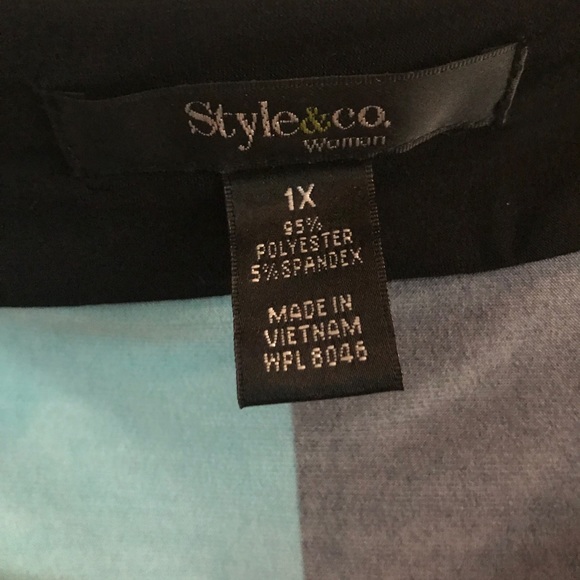 Style&co.
Woman
1X
95%
POLYESTER
5%SPANDEX
MADE IN
VIETNAM
WPL 8046